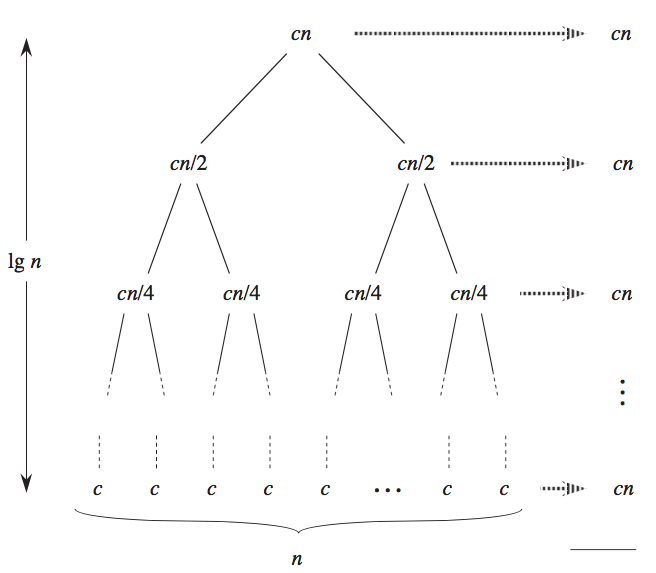 cn cn
cn/2 cn/2 cn
lg n
cn/4 cn/4 cn/4 cn/4 cn
⋮
c c c c c ... c c cn
n